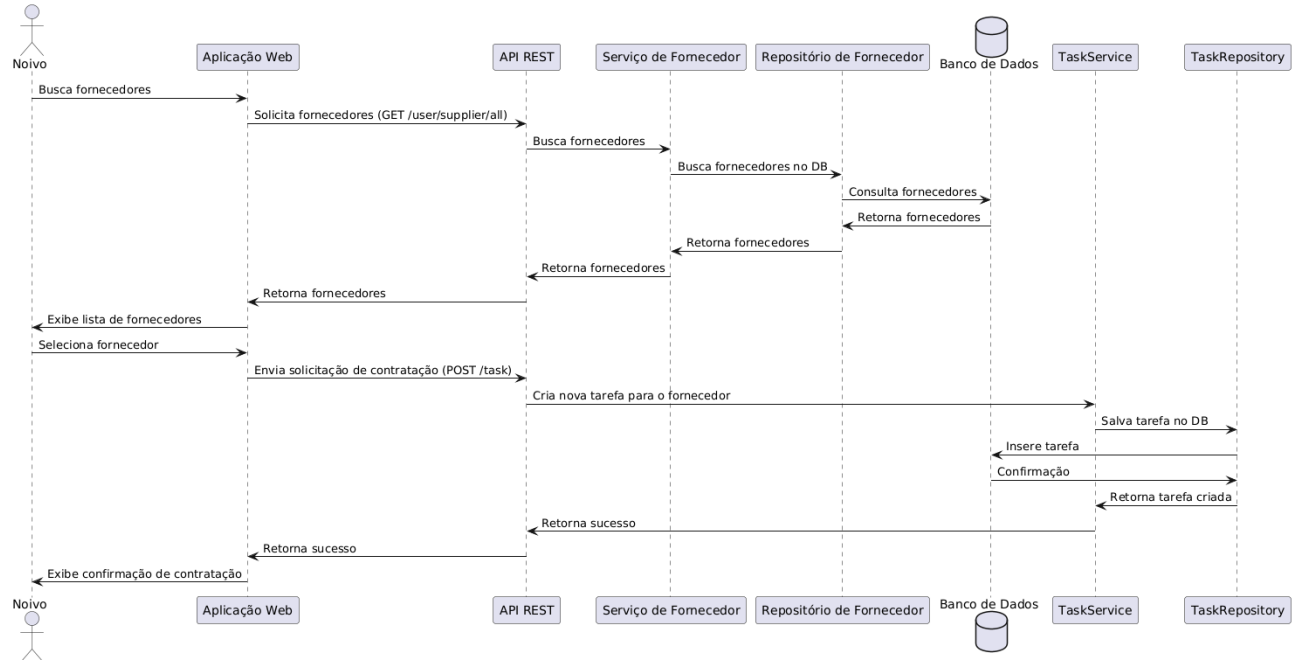 Noivo
Aplicação Web
API REST
Serviço de Fornecedor
Repositório de Fornecedor
Banco de Dados
TaskService
TaskRepository
Busca fornecedores
Solicita fornecedores (GET /user/supplier/all)
Busca fornecedores
Busca fornecedores no DB
Consulta fornecedores
Retorna fornecedores
Retorna fornecedores
Retorna fornecedores
Retorna fornecedores
Exibe lista de fornecedores
Seleciona fornecedor
Envia solicitação de contratação (POST /task)
Cria nova tarefa para o fornecedor
Salva tarefa no DB
Insere tarefa
Confirmação
Retorna tarefa criada
Retorna sucesso
Retorna sucesso
Exibe confirmação de contratação
Noivo
Aplicação Web
API REST
Serviço de Fornecedor
Repositório de Fornecedor
Banco de Dados
TaskService
TaskRepository